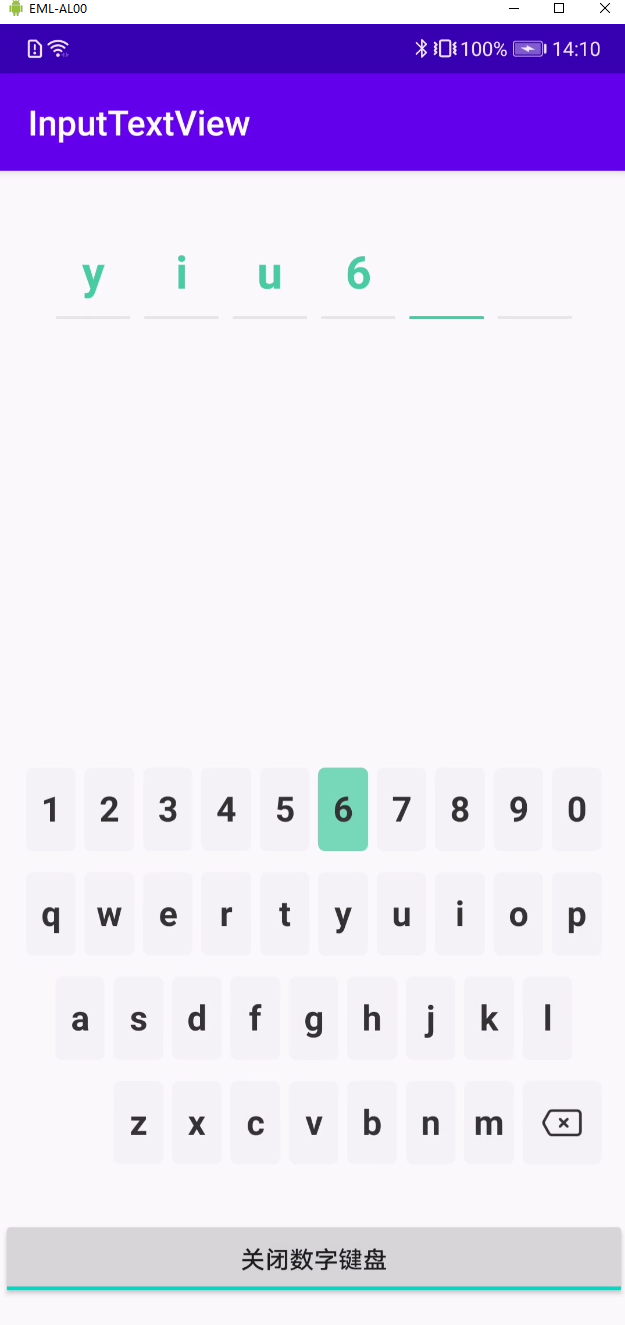 EML-AL00
100% 14:10
InputTextView
y i u 6
1 2 3 4 5 6 7 8 9 0
q w e r t y u i o p
a s d f g h j k l
z x c v b n m
关闭数字键盘